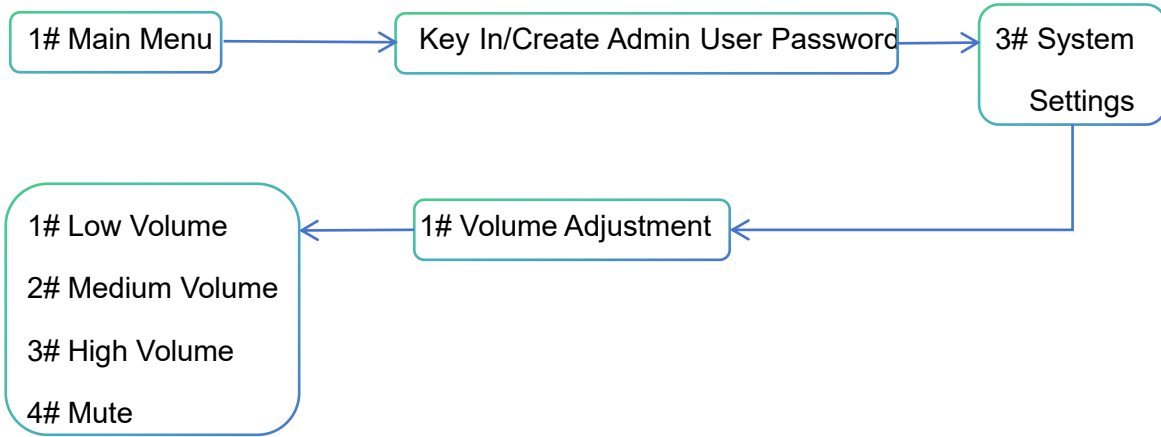 1# Main Menu
Key In/Create Admin User Password
3# System
Settings
1# Volume Adjustment
1# Low Volume
2# Medium Volume
3# High Volume
4# Mute